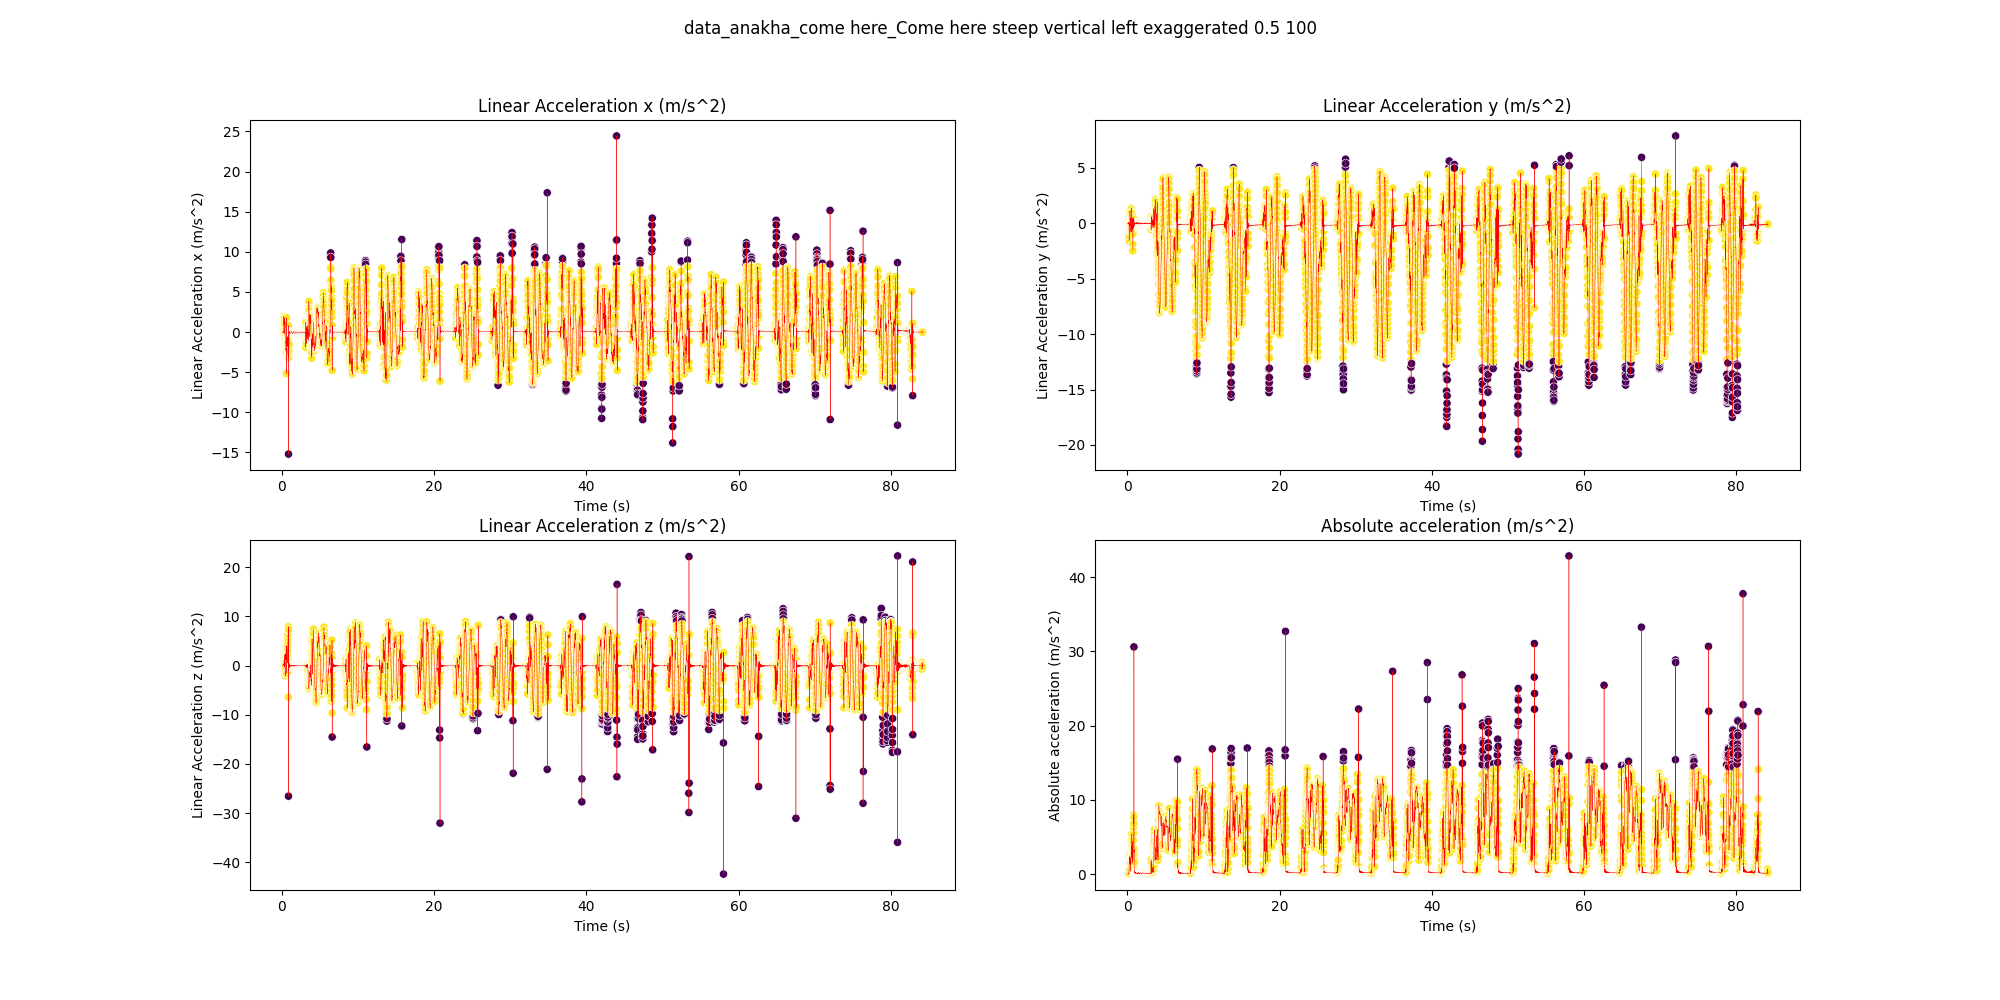 data_anakha_come here_Come here steep vertical left exaggerated 0.5 100
Linear Acceleration x (m/s^2)
Linear Acceleration x (m/s^2)
25
20
15
10
5
0
−5
−10
−15
0 20 40 60 80
Time (s)
Linear Acceleration y (m/s^2)
Linear Acceleration y (m/s^2)
5
0
−5
−10
−15
−20
0 20 40 60 80
Time (s)
Linear Acceleration z (m/s^2)
Linear Acceleration z (m/s^2)
20
10
0
−10
−20
−30
−40
0 20 40 60 80
Time (s)
Absolute acceleration (m/s^2)
Absolute acceleration (m/s^2)
40
30
20
10
0
0 20 40 60 80
Time (s)